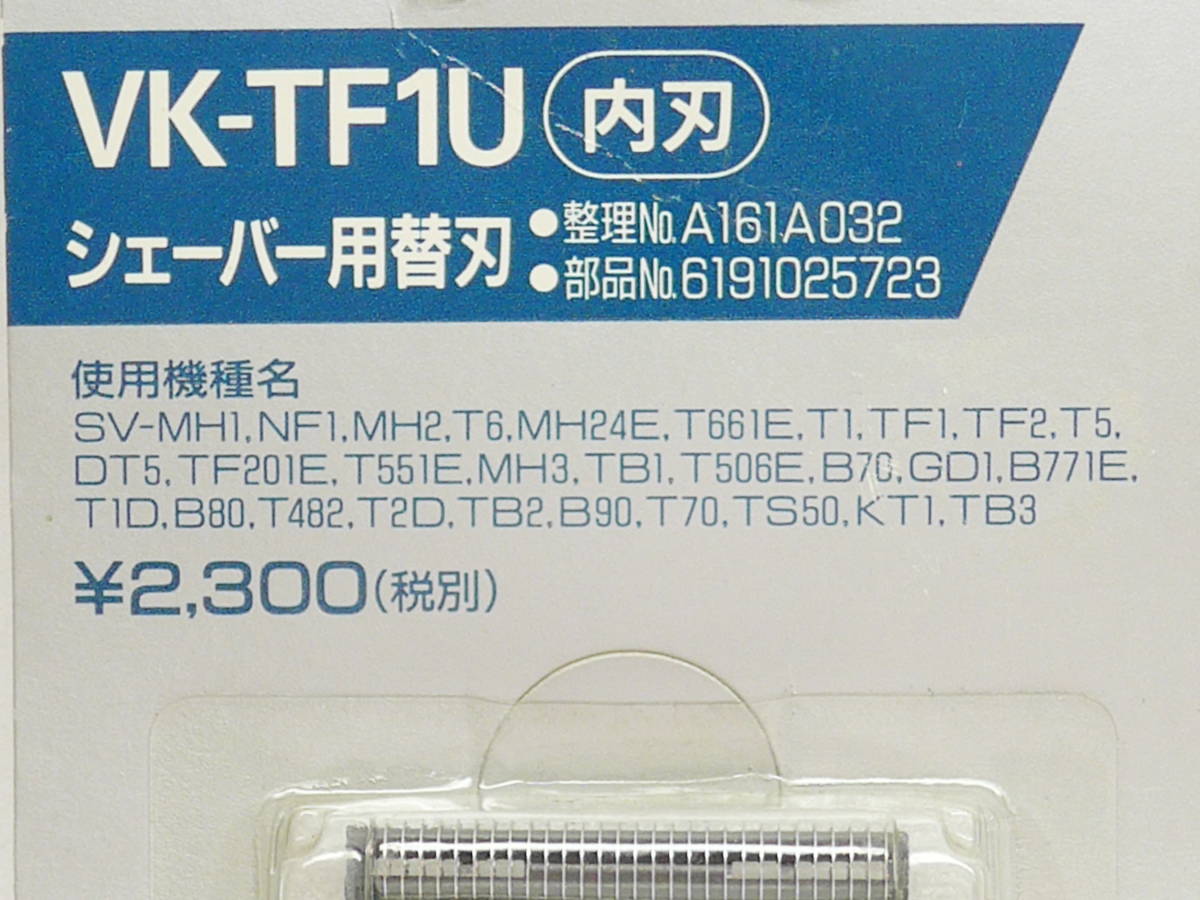 VK-TF1U 内刃
シェーバー用替刃
●整理No.A161A032
●部品No.6191025723
使用機種名
SV-MH1,NF1,MH2,T6,MH24E,T661E,T1,TF1,TF2,T5,
DT5,TF201E,T551E,MH3,TB1,T506E,B70,GD1,B771E,
T1D,B80,T482,T2D,TB2,B90,T70,TS50,KT1,TB3
¥2,300(税別)